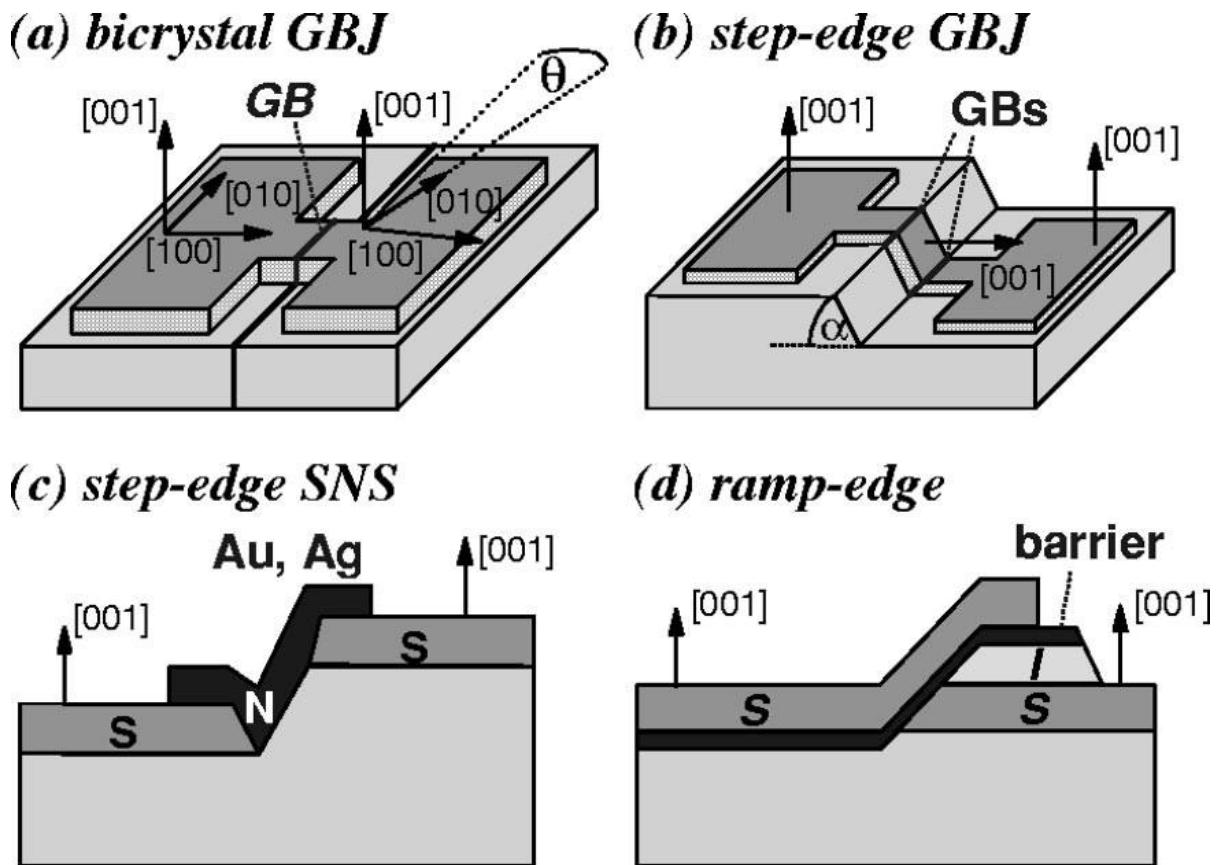 (a) bicrystal GBJ
GB
θ
[001]
[001]
[010]
[010]
[100]
[100]
(b) step-edge GBJ
GBs
[001]
[001]
[001]
α
(c) step-edge SNS
Au, Ag
[001]
[001]
S
N
S
(d) ramp-edge
barrier
[001]
[001]
I
S
S